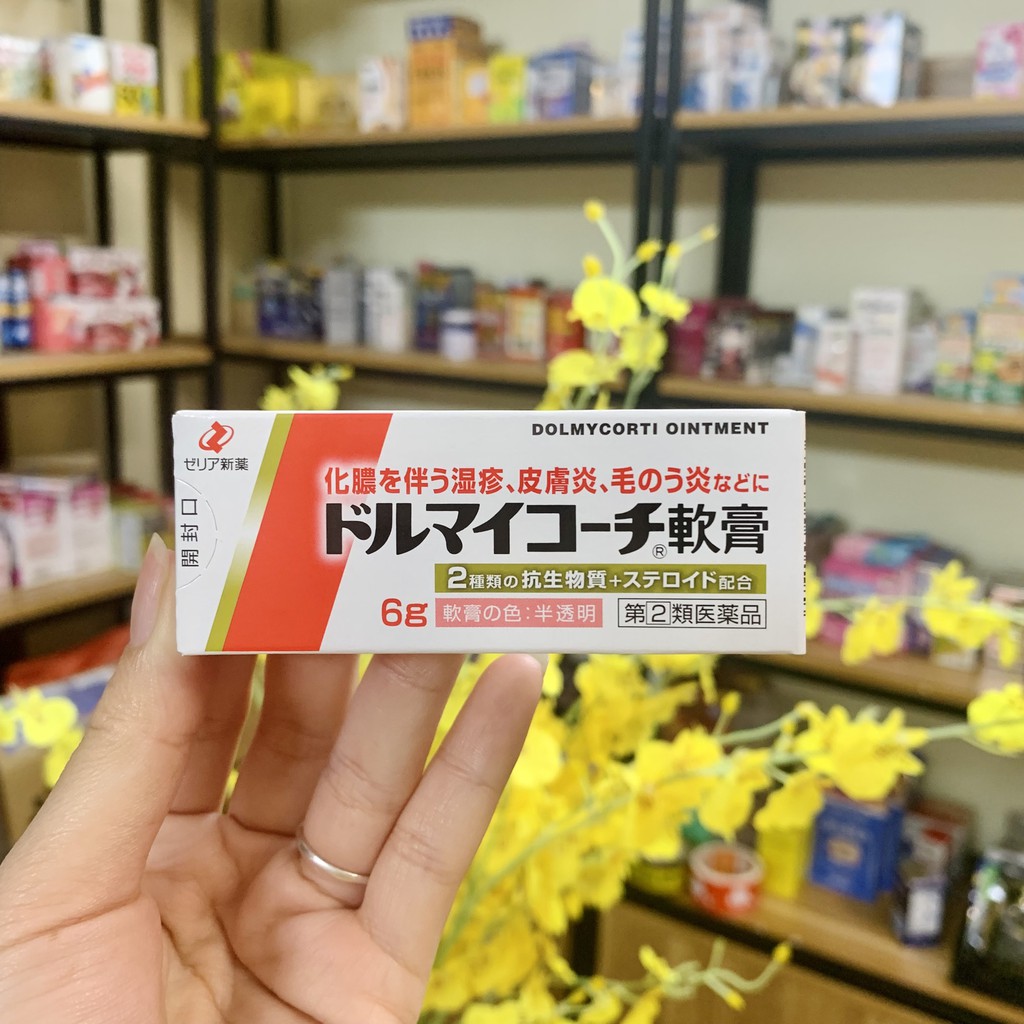 DOLMYCORTI OINTMENT
ゼリア新薬
開封口
化膿を伴う湿疹、皮膚炎、毛のう炎などに
ドルマイコーチ®軟膏
2種類の抗生物質+ステロイド配合
6g 軟膏の色:半透明 第②類医薬品